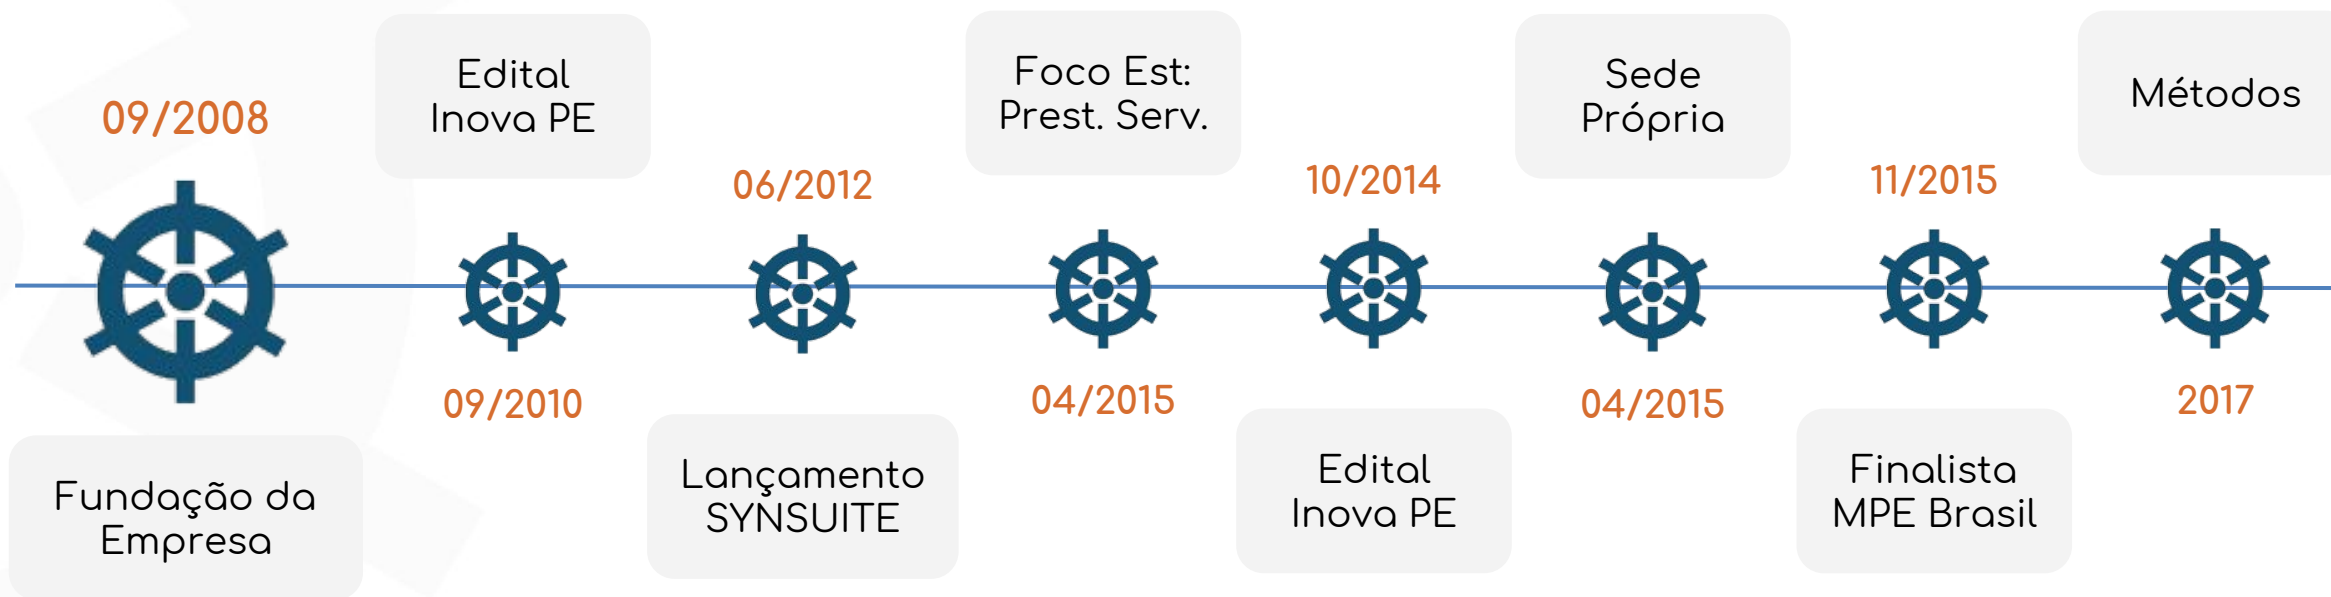 09/2008
Fundação da
Empresa
Edital
Inova PE
09/2010
06/2012
Lançamento
SYNSUITE
Foco Est:
Prest. Serv.
04/2015
10/2014
Edital
Inova PE
Sede
Própria
04/2015
11/2015
Finalista
MPE Brasil
Métodos
2017